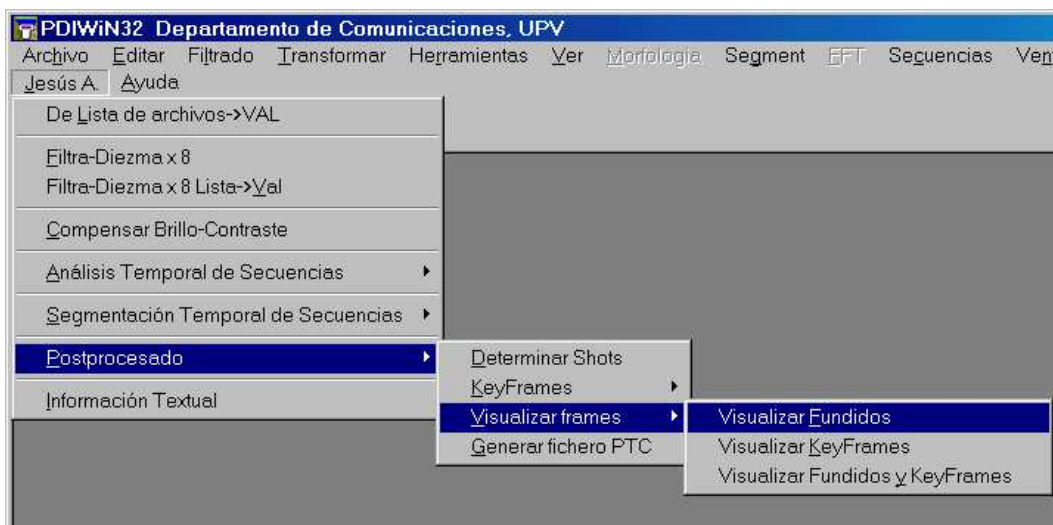 PDIWiN32 Departamento de Comunicaciones, UPV
Archivo Editar Filtrado Transformar Herramientas Ver Morfologia Segment FFT Secuencias Ven
Jesús A. Ayuda
De Lista de archivos->VAL
Filtra-Diezma x 8
Filtra-Diezma x 8 Lista->Val
Compensar Brillo-Contraste
Análisis Temporal de Secuencias
Segmentación Temporal de Secuencias
Postprocesado
Información Textual
Determinar Shots
KeyFrames
Visualizar frames
Generar fichero PTC
Visualizar Fundidos
Visualizar KeyFrames
Visualizar Fundidos y KeyFrames